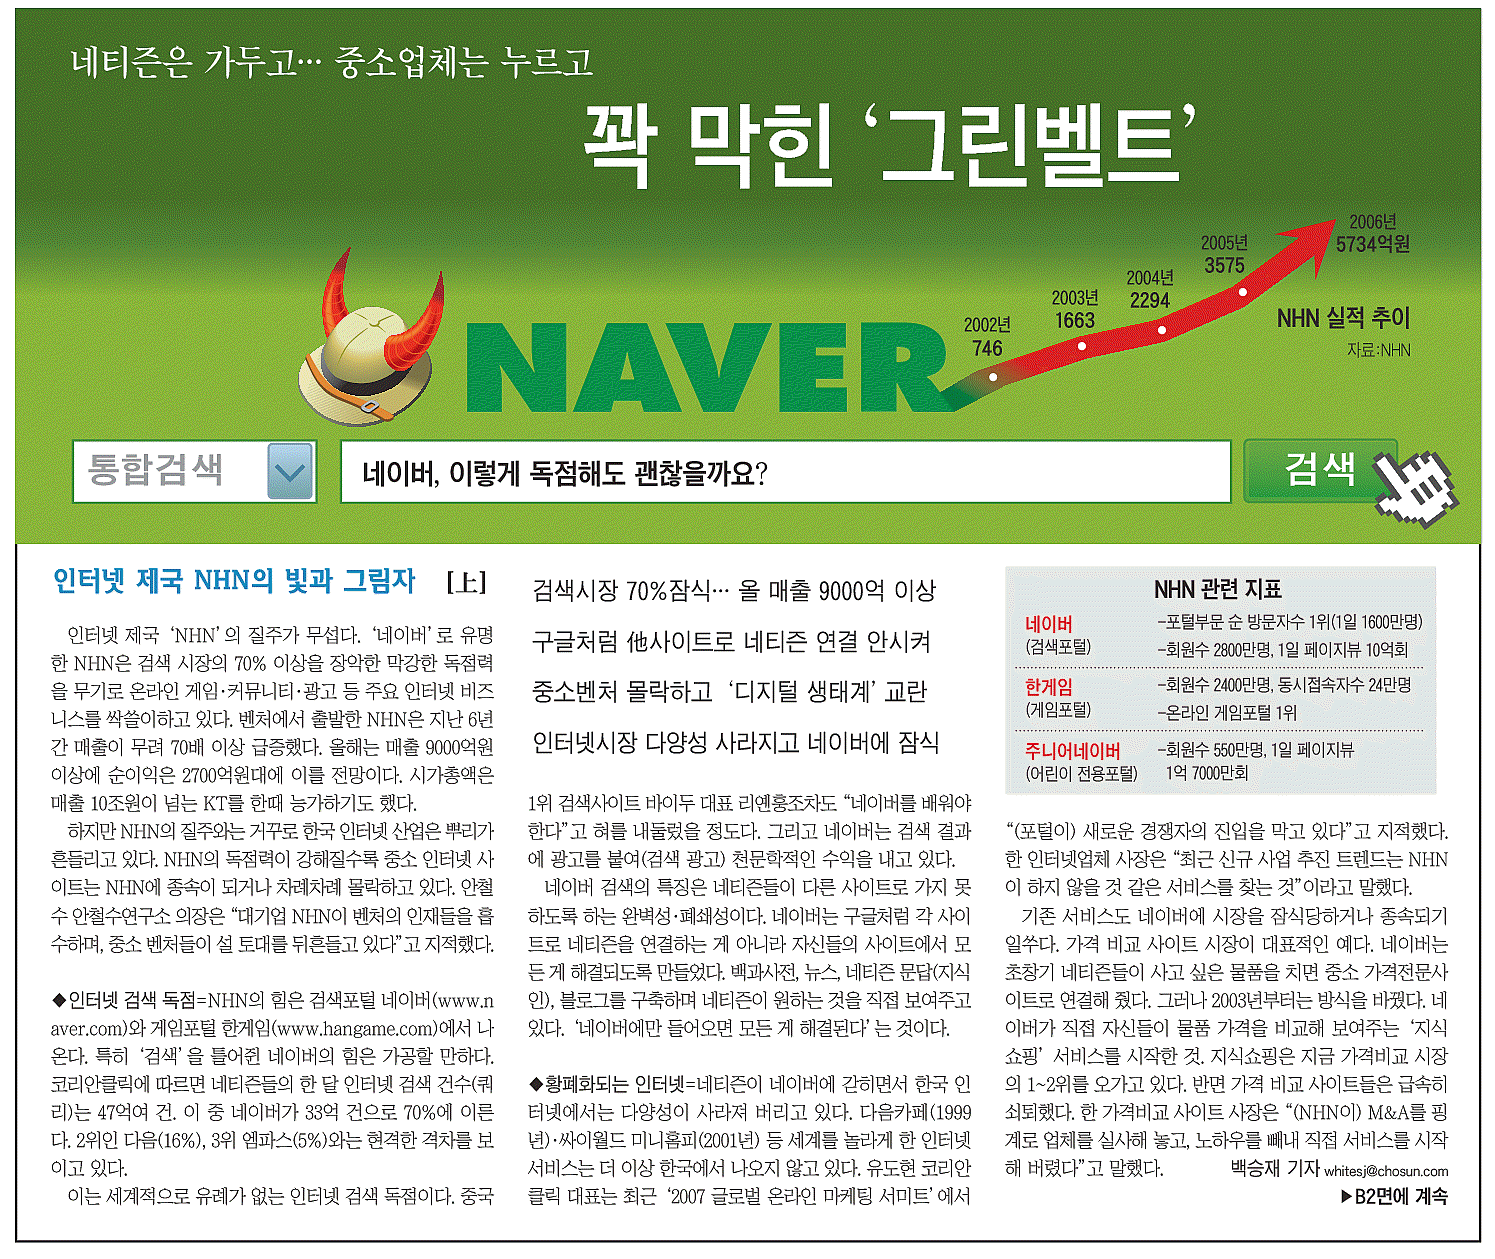 네티즌은 가두고… 중소업체는 누르고
꽉 막힌 ‘그린벨트’
NAVER
2002년
746
2003년
1663
2004년
2294
2005년
3575
2006년
5734억원
NHN 실적 추이
자료:NHN
통합검색
네이버, 이렇게 독점해도 괜찮을까요?
검색
인터넷 제국 NHN의 빛과 그림자 [上]
인터넷 제국 ‘NHN’의 질주가 무섭다. ‘네이버’로 유명
한 NHN은 검색 시장의 70% 이상을 장악한 막강한 독점력
을 무기로 온라인 게임·커뮤니티·광고 등 주요 인터넷 비즈
니스를 싹쓸이하고 있다. 벤처에서 출발한 NHN은 지난 6년
간 매출이 무려 70배 이상 급증했다. 올해는 매출 9000억원
이상에 순이익은 2700억원대에 이를 전망이다. 시가총액은
매출 10조원이 넘는 KT를 한때 능가하기도 했다.
하지만 NHN의 질주와는 거꾸로 한국 인터넷 산업은 뿌리가
흔들리고 있다. NHN의 독점력이 강해질수록 중소 인터넷 사
이트는 NHN에 종속이 되거나 차례차례 몰락하고 있다. 안철
수 안철수연구소 의장은 “대기업 NHN이 벤처의 인재들을 흡
수하며, 중소 벤처들이 설 토대를 뒤흔들고 있다”고 지적했다.
◆인터넷 검색 독점=NHN의 힘은 검색포털 네이버(www.n
aver.com)와 게임포털 한게임(www.hangame.com)에서 나
온다. 특히 ‘검색’을 틀어쥔 네이버의 힘은 가공할 만하다.
코리안클릭에 따르면 네티즌들의 한 달 인터넷 검색 건수(쿼
리)는 47억여 건. 이 중 네이버가 33억 건으로 70%에 이른
다. 2위인 다음(16%), 3위 엠파스(5%)와는 현격한 격차를 보
이고 있다.
이는 세계적으로 유례가 없는 인터넷 검색 독점이다. 중국
검색시장 70%잠식… 올 매출 9000억 이상
구글처럼 他사이트로 네티즌 연결 안시켜
중소벤처 몰락하고 ‘디지털 생태계’ 교란
인터넷시장 다양성 사라지고 네이버에 잠식
1위 검색사이트 바이두 대표 리옌훙조차도 “네이버를 배워야
한다”고 혀를 내둘렀을 정도다. 그리고 네이버는 검색 결과
에 광고를 붙여(검색 광고) 천문학적인 수익을 내고 있다.
네이버 검색의 특징은 네티즌들이 다른 사이트로 가지 못
하도록 하는 완벽성·폐쇄성이다. 네이버는 구글처럼 각 사이
트로 네티즌을 연결하는 게 아니라 자신들의 사이트에서 모
든 게 해결되도록 만들었다. 백과사전, 뉴스, 네티즌 문답(지식
인), 블로그를 구축하며 네티즌이 원하는 것을 직접 보여주고
있다. ‘네이버에만 들어오면 모든 게 해결된다’는 것이다.
◆황폐화되는 인터넷=네티즌이 네이버에 갇히면서 한국 인
터넷에서는 다양성이 사라져 버리고 있다. 다음카페(1999
년)·싸이월드 미니홈피(2001년) 등 세계를 놀라게 한 인터넷
서비스는 더 이상 한국에서 나오지 않고 있다. 유도현 코리안
클릭 대표는 최근 ‘2007 글로벌 온라인 마케팅 서미트’에서
NHN 관련 지표
네이버 -포털부문 순 방문자수 1위(1일 1600만명)
(검색포털) -회원수 2800만명, 1일 페이지뷰 10억회
한게임 -회원수 2400만명, 동시접속자수 24만명
(게임포털) -온라인 게임포털 1위
주니어네이버 -회원수 550만명, 1일 페이지뷰
(어린이 전용포털) 1억 7000만회
“(포털이) 새로운 경쟁자의 진입을 막고 있다”고 지적했다.
한 인터넷업체 사장은 “최근 신규 사업 추진 트렌드는 NHN
이 하지 않을 것 같은 서비스를 찾는 것”이라고 말했다.
기존 서비스도 네이버에 시장을 잠식당하거나 종속되기
일쑤다. 가격 비교 사이트 시장이 대표적인 예다. 네이버는
초창기 네티즌들이 사고 싶은 물품을 치면 중소 가격전문사
이트로 연결해 줬다. 그러나 2003년부터는 방식을 바꿨다. 네
이버가 직접 자신들이 물품 가격을 비교해 보여주는 ‘지식
쇼핑’ 서비스를 시작한 것. 지식쇼핑은 지금 가격비교 시장
의 1~2위를 오가고 있다. 반면 가격 비교 사이트들은 급속히
쇠퇴했다. 한 가격비교 사이트 사장은 “(NHN이) M&A를 핑
계로 업체를 실사해 놓고, 노하우를 빼내 직접 서비스를 시작
해 버렸다”고 말했다. 백승재 기자 whitesj@chosun.com
▶B2면에 계속